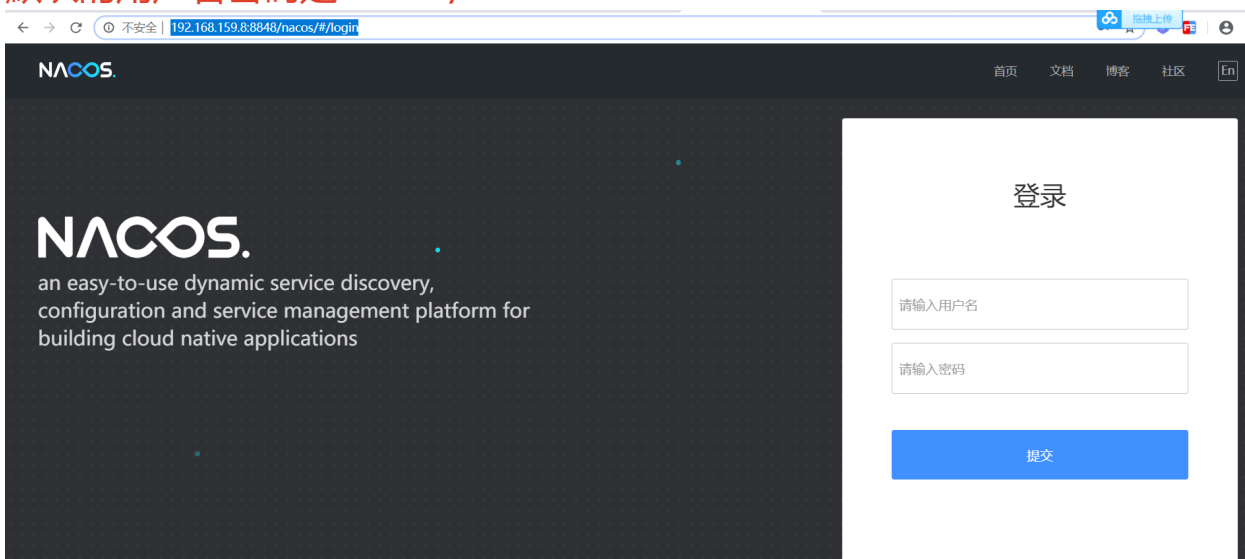 不安全 | 192.168.159.8:8848/nacos/#/login
拖拽上传
NACOS.
首页 文档 博客 社区 En
登录
NACOS.
an easy-to-use dynamic service discovery,
configuration and service management platform for
building cloud native applications
请输入用户名
请输入密码
提交